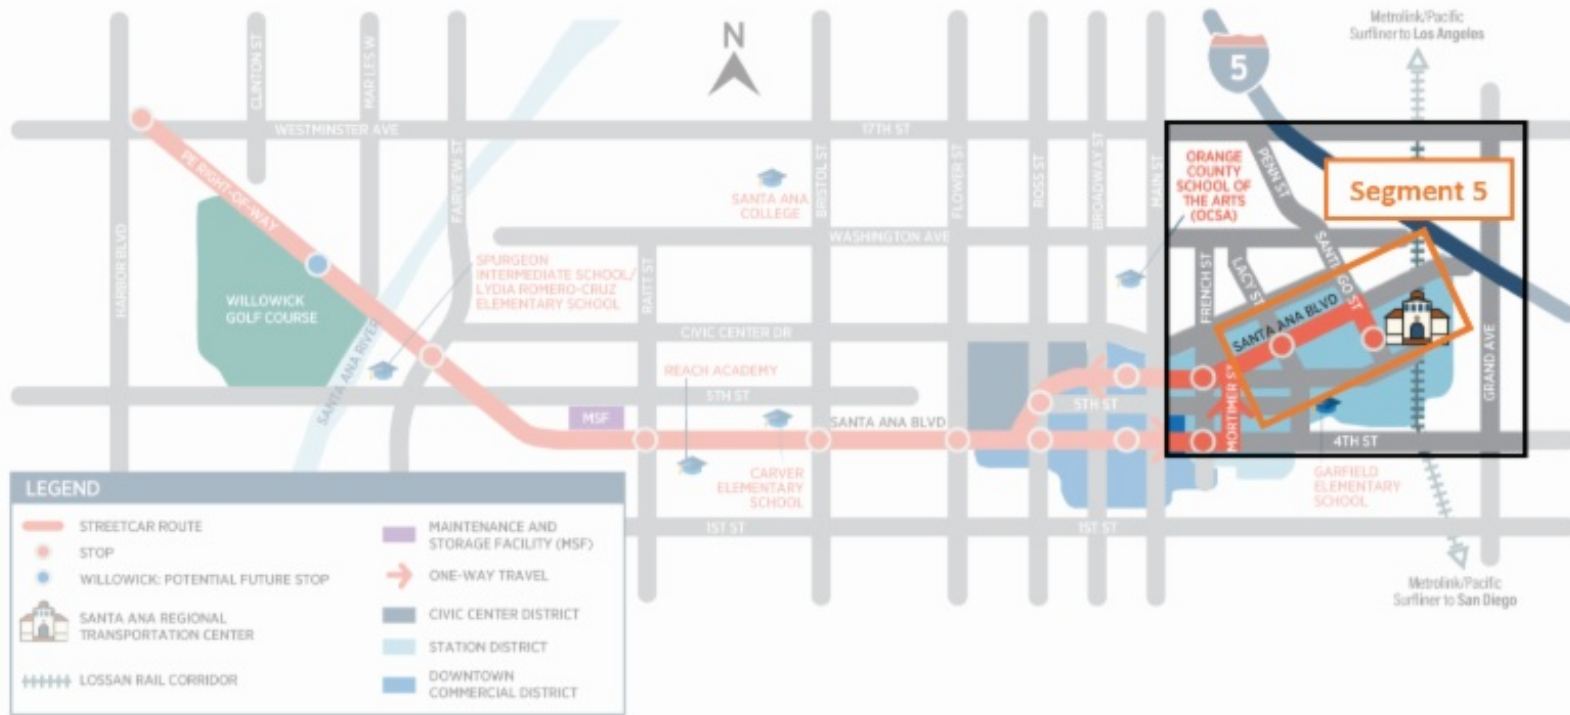 Metrolink/Pacific
Surfliner to Los Angeles
N
5
CLINTON ST
WESTMINSTER AVE
17TH ST
PE RIGHT-OF-WAY
HARBOR BLVD
FAIRVIEW ST
SANTA ANA
COLLEGE
BRISTOL ST
FLOWER ST
ROSS ST
BROADWAY ST
MAIN ST
ORANGE
COUNTY
SCHOOL OF
THE ARTS
(OCSA)
PENN ST
Segment 5
WASHINGTON AVE
SPURGEON
INTERMEDIATE SCHOOL/
LYDIA ROMERO-CRUZ
ELEMENTARY SCHOOL
RAITT ST
FRENCH ST
LACY ST
SANTIAGO ST
WILLOWICK
GOLF COURSE
SANTA ANA RIVER
CIVIC CENTER DR
SANTA ANA BLVD
GRAND AVE
REACH ACADEMY
5TH ST
5TH ST
MORTIMER ST
MSF
SANTA ANA BLVD
4TH ST
CARVER
ELEMENTARY
SCHOOL
GARFIELD
ELEMENTARY
SCHOOL
1ST ST
1ST ST
Metrolink/Pacific
Surfliner to San Diego
LEGEND
STREETCAR ROUTE
STOP
WILLOWICK: POTENTIAL FUTURE STOP
SANTA ANA REGIONAL
TRANSPORTATION CENTER
LOSSAN RAIL CORRIDOR
MAINTENANCE AND
STORAGE FACILITY (MSF)
ONE-WAY TRAVEL
CIVIC CENTER DISTRICT
STATION DISTRICT
DOWNTOWN
COMMERCIAL DISTRICT